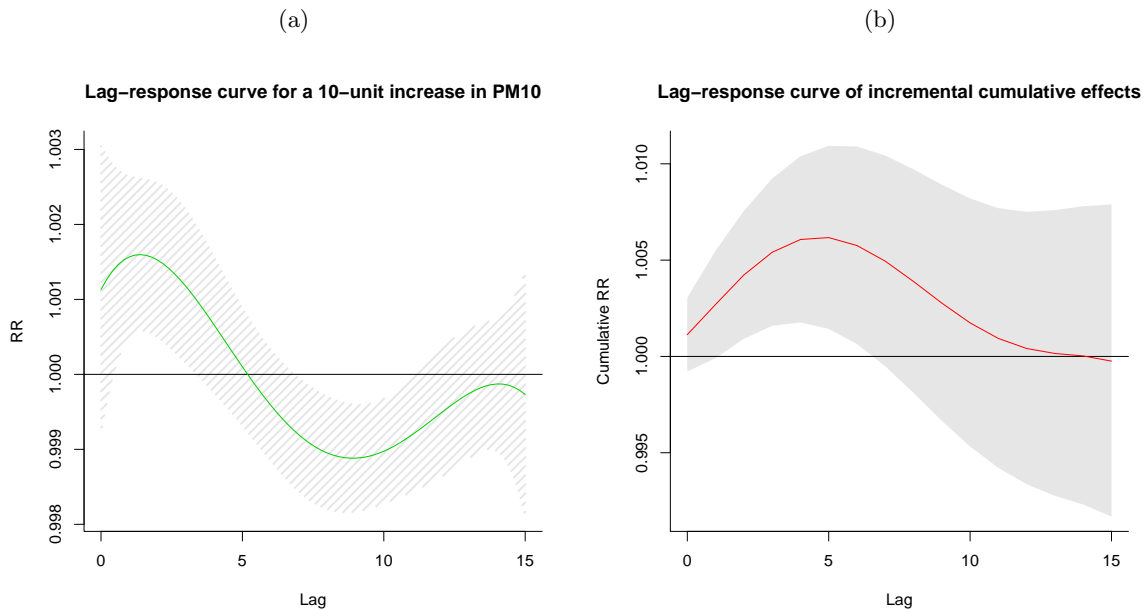 (a)
Lag−response curve for a 10−unit increase in PM10
RR
1.003
1.002
1.001
1.000
0.999
0.998
0
5
10
15
Lag
(b)
Lag−response curve of incremental cumulative effects
Cumulative RR
1.010
1.005
1.000
0.995
0
5
10
15
Lag